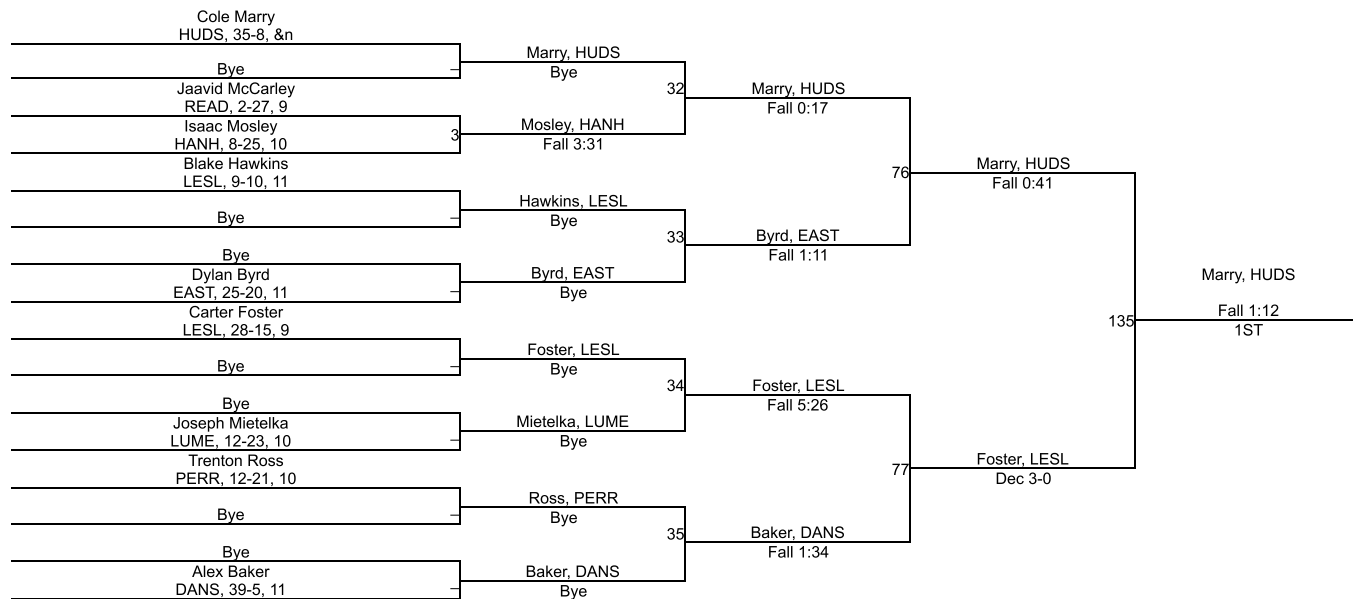 Cole Marry
HUDS, 35-8, &n
Bye
–
Jaavid McCarley
READ, 2-27, 9
Isaac Mosley
HANH, 8-25, 10
3
Blake Hawkins
LESL, 9-10, 11
Bye
–
Bye
Dylan Byrd
EAST, 25-20, 11
–
Carter Foster
LESL, 28-15, 9
Bye
–
Bye
Joseph Mietelka
LUME, 12-23, 10
–
Trenton Ross
PERR, 12-21, 10
Bye
–
Bye
Alex Baker
DANS, 39-5, 11
–
Marry, HUDS
Bye
32
Mosley, HANH
Fall 3:31
Hawkins, LESL
Bye
33
Byrd, EAST
Bye
Foster, LESL
Bye
34
Mietelka, LUME
Bye
Ross, PERR
Bye
35
Baker, DANS
Bye
Marry, HUDS
Fall 0:17
76
Byrd, EAST
Fall 1:11
Foster, LESL
Fall 5:26
77
Baker, DANS
Fall 1:34
Marry, HUDS
Fall 0:41
135
Foster, LESL
Dec 3-0
Marry, HUDS
Fall 1:12
1ST